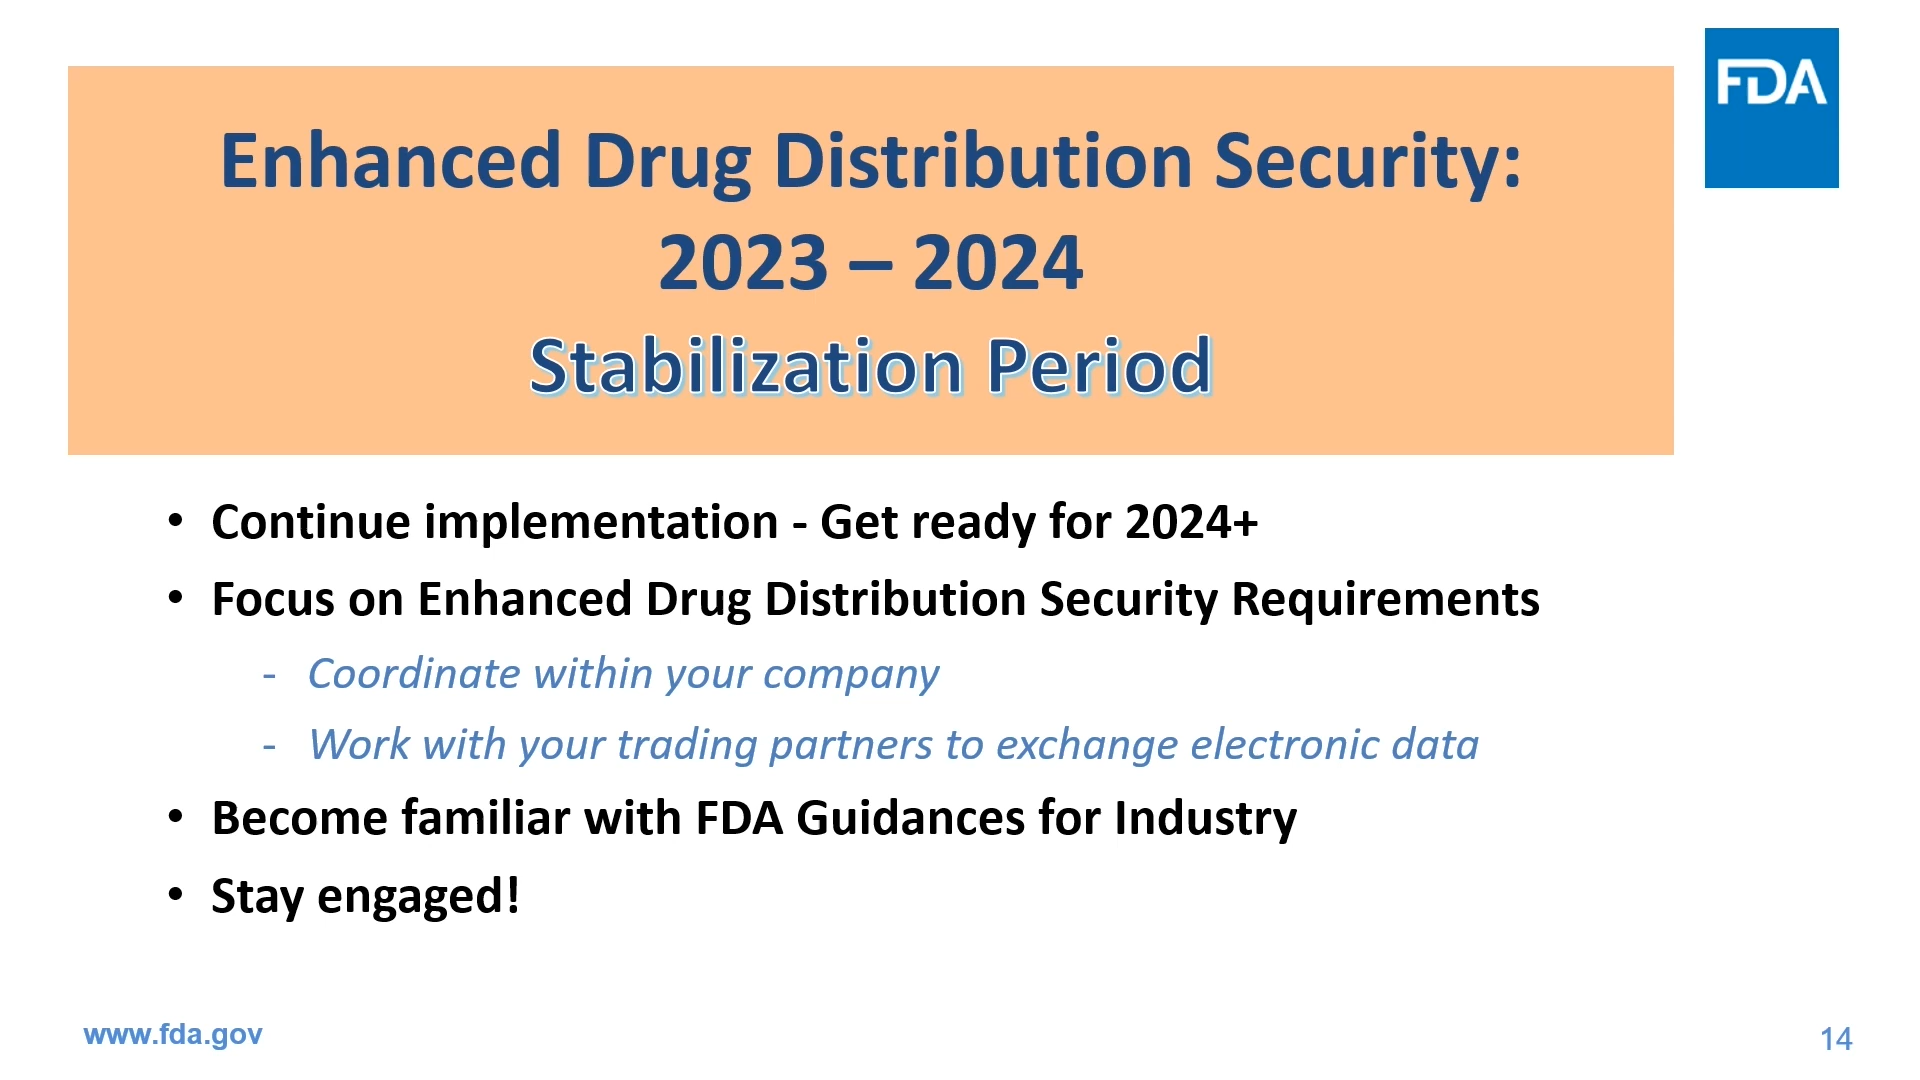 FDA
Enhanced Drug Distribution Security:
2023 – 2024
Stabilization Period
• Continue implementation - Get ready for 2024+
• Focus on Enhanced Drug Distribution Security Requirements
- Coordinate within your company
- Work with your trading partners to exchange electronic data
• Become familiar with FDA Guidances for Industry
• Stay engaged!
www.fda.gov
14